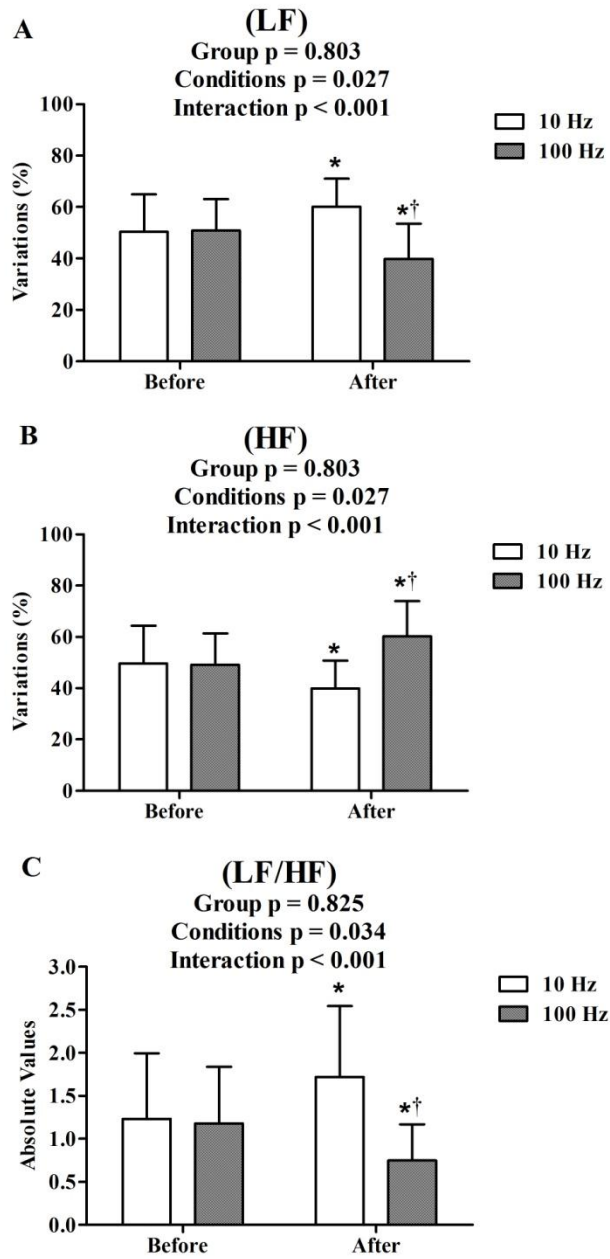 A
(LF)
Group p = 0.803
Conditions p = 0.027
Interaction p < 0.001
100
80
60
40
20
0
Variations (%)
*
*†
10 Hz
100 Hz
Before
After
B
(HF)
Group p = 0.803
Conditions p = 0.027
Interaction p < 0.001
100
80
60
40
20
0
Variations (%)
*
*†
10 Hz
100 Hz
Before
After
C
(LF/HF)
Group p = 0.825
Conditions p = 0.034
Interaction p < 0.001
3.0
2.5
2.0
1.5
1.0
0.5
0.0
Absolute Values
*
*†
10 Hz
100 Hz
Before
After